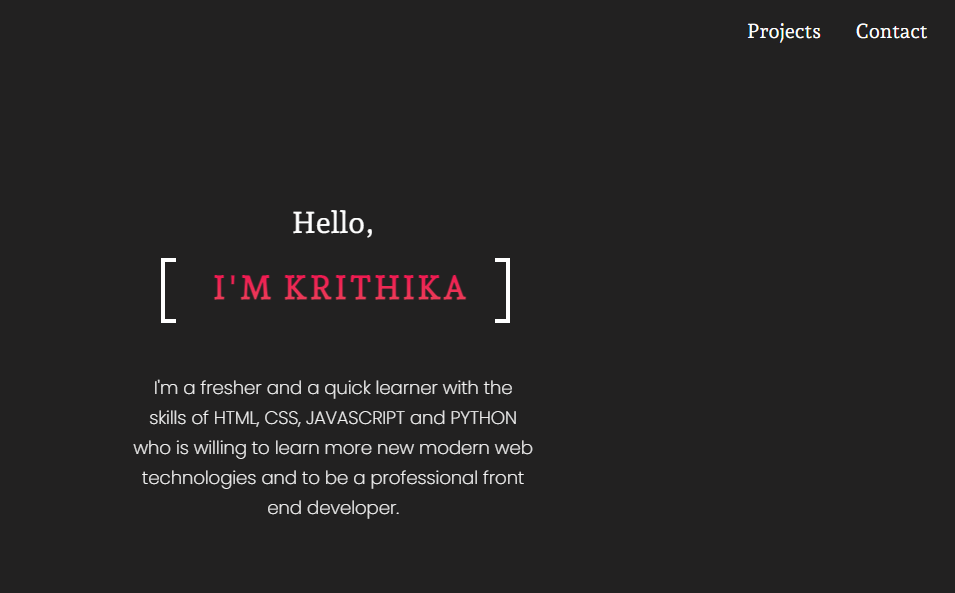 Projects Contact
Hello,
I'M KRITHIKA
I'm a fresher and a quick learner with the
skills of HTML, CSS, JAVASCRIPT and PYTHON
who is willing to learn more new modern web
technologies and to be a professional front
end developer.